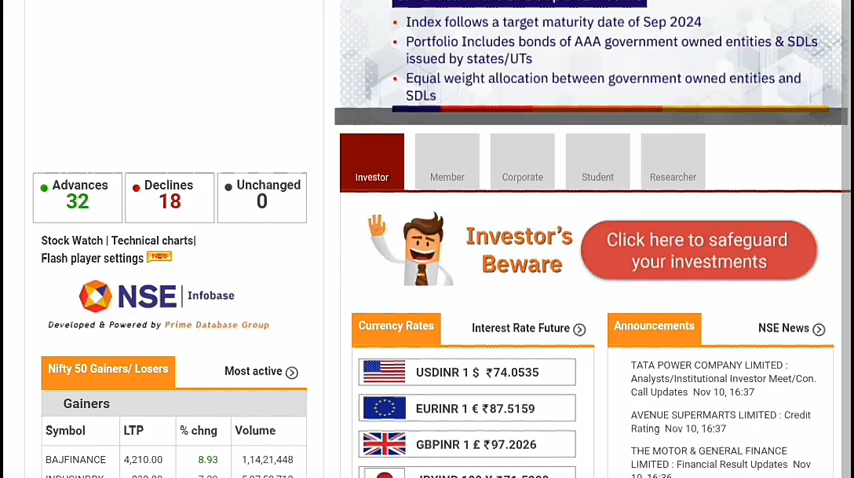 Index follows a target maturity date of Sep 2024
Portfolio Includes bonds of AAA government owned entities & SDLs
issued by states/UTs
Equal weight allocation between government owned entities and
SDLs
Investor
Member
Corporate
Student
Researcher
Advances
32
Declines
18
Unchanged
0
Stock Watch | Technical charts|
Flash player settings
NSE Infobase
Developed & Powered by Prime Database Group
Investor's
Beware
Click here to safeguard
your investments
Nifty 50 Gainers/ Losers
Most active
Gainers
Symbol LTP % chng Volume
BAJFINANCE 4,210.00 8.93 1,14,21,448
Currency Rates
Interest Rate Future
USDINR 1 $ ₹74.0535
EURINR 1 € ₹87.5159
GBPINR 1 £ ₹97.2026
Announcements
NSE News
TATA POWER COMPANY LIMITED :
Analysts/Institutional Investor Meet/Con.
Call Updates Nov 10, 16:37
AVENUE SUPERMARTS LIMITED : Credit
Rating Nov 10, 16:37
THE MOTOR & GENERAL FINANCE
LIMITED : Financial Result Updates Nov